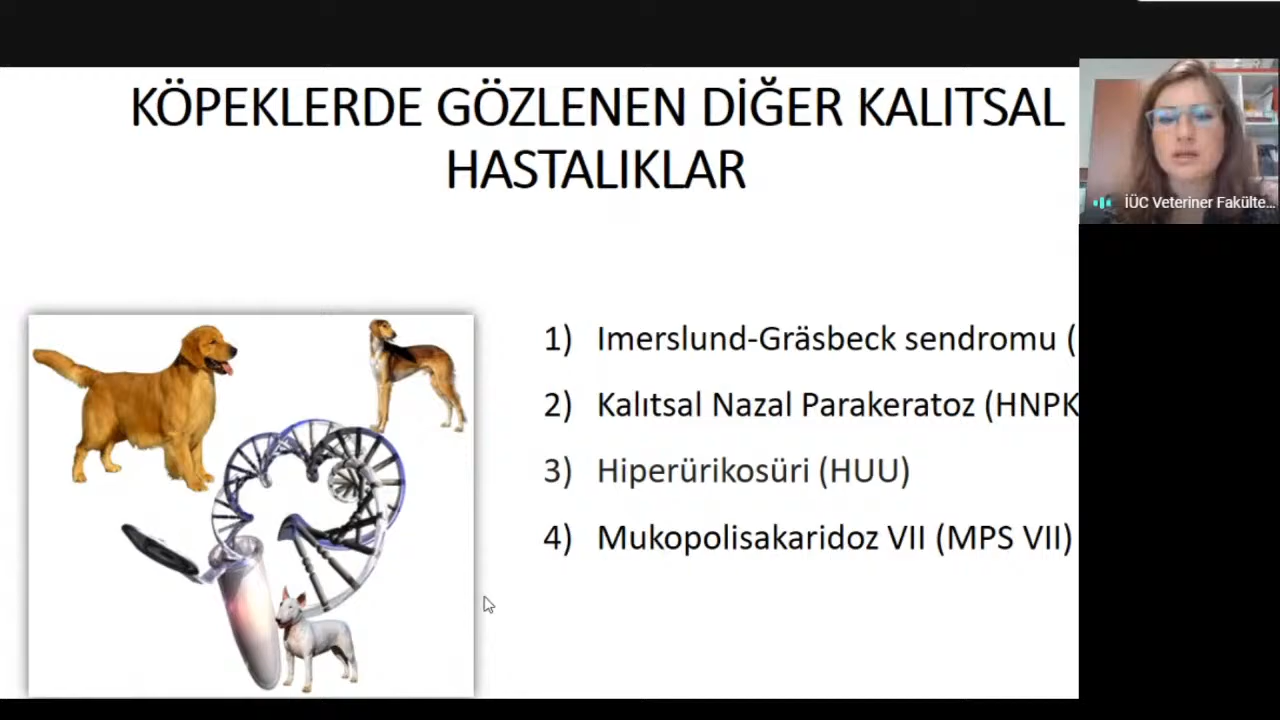 KÖPEKLERDE GÖZLENEN DİĞER KALITSAL
HASTALIKLAR
İÜC Veteriner Fakülte...
1) Imerslund-Gräsbeck sendromu (
2) Kalıtsal Nazal Parakeratoz (HNPK
3) Hiperürikosüri (HUU)
4) Mukopolisakaridoz VII (MPS VII)